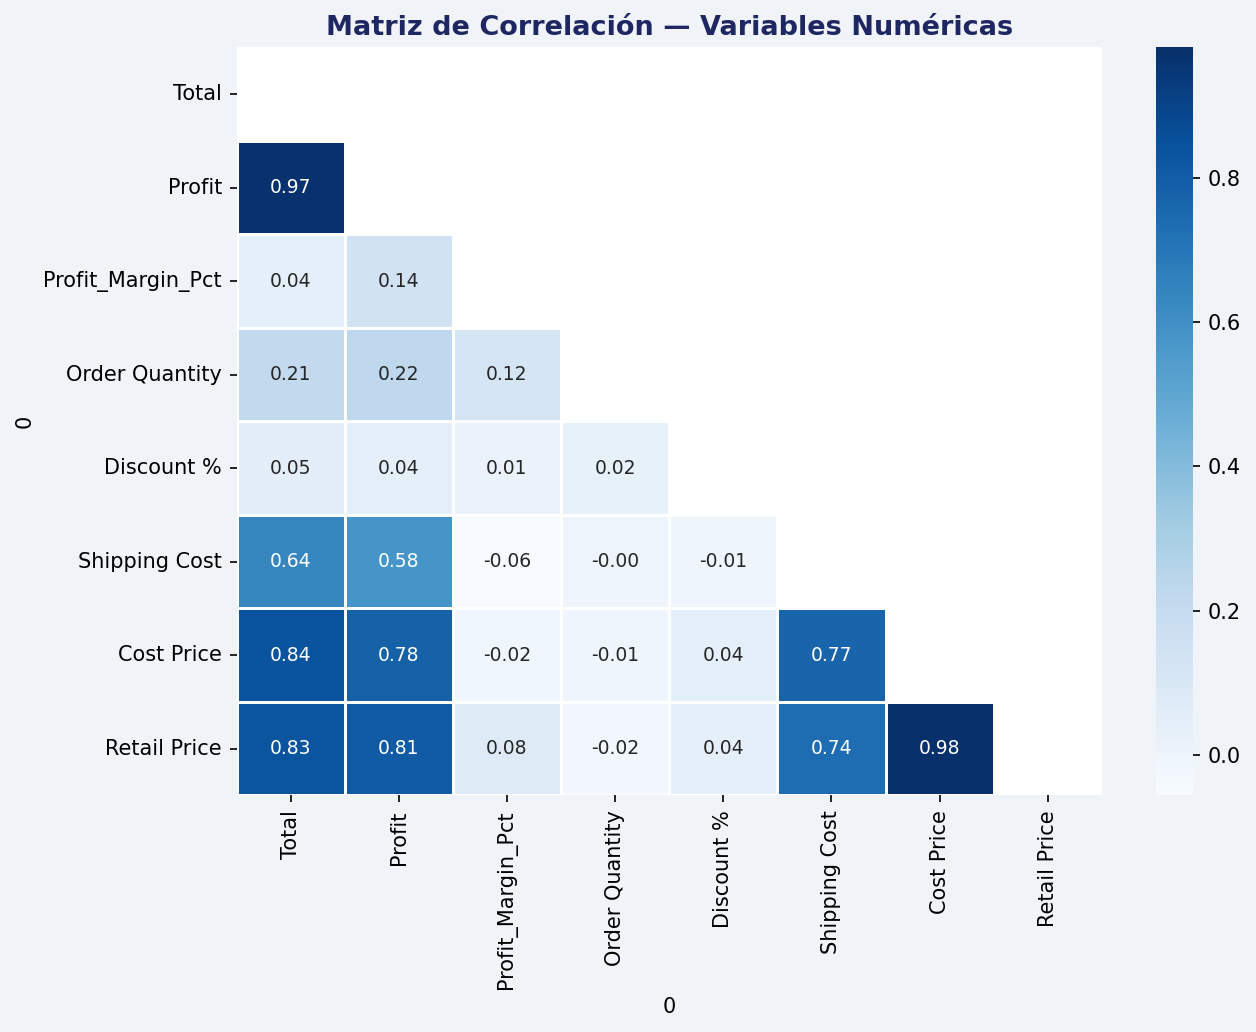 Matriz de Correlación — Variables Numéricas
Total
Profit 0.97
Profit_Margin_Pct 0.04 0.14
Order Quantity 0.21 0.22 0.12
Discount % 0.05 0.04 0.01 0.02
Shipping Cost 0.64 0.58 -0.06 -0.00 -0.01
Cost Price 0.84 0.78 -0.02 -0.01 0.04 0.77
Retail Price 0.83 0.81 0.08 -0.02 0.04 0.74 0.98
0
Total
Profit
Profit_Margin_Pct
Order Quantity
Discount %
Shipping Cost
Cost Price
Retail Price
0
0.8
0.6
0.4
0.2
0.0